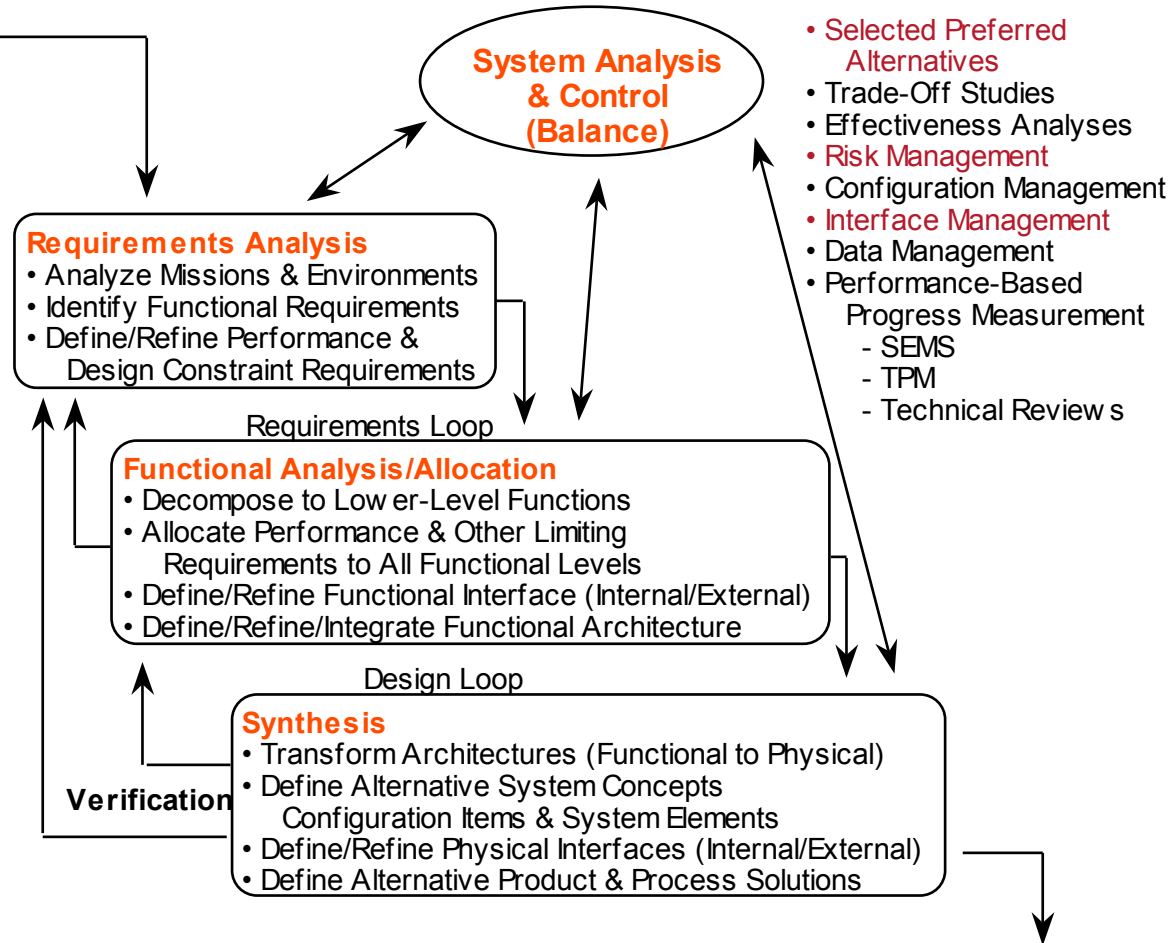 System Analysis
& Control
(Balance)
• Selected Preferred
Alternatives
• Trade-Off Studies
• Effectiveness Analyses
• Risk Management
• Configuration Management
• Interface Management
• Data Management
• Performance-Based
Progress Measurement
- SEMS
- TPM
- Technical Reviews
Requirements Analysis
• Analyze Missions & Environments
• Identify Functional Requirements
• Define/Refine Performance &
Design Constraint Requirements
Requirements Loop
Functional Analysis/Allocation
• Decompose to Lower-Level Functions
• Allocate Performance & Other Limiting
Requirements to All Functional Levels
• Define/Refine Functional Interface (Internal/External)
• Define/Refine/Integrate Functional Architecture
Design Loop
Synthesis
• Transform Architectures (Functional to Physical)
• Define Alternative System Concepts
Configuration Items & System Elements
• Define/Refine Physical Interfaces (Internal/External)
• Define Alternative Product & Process Solutions
Verification